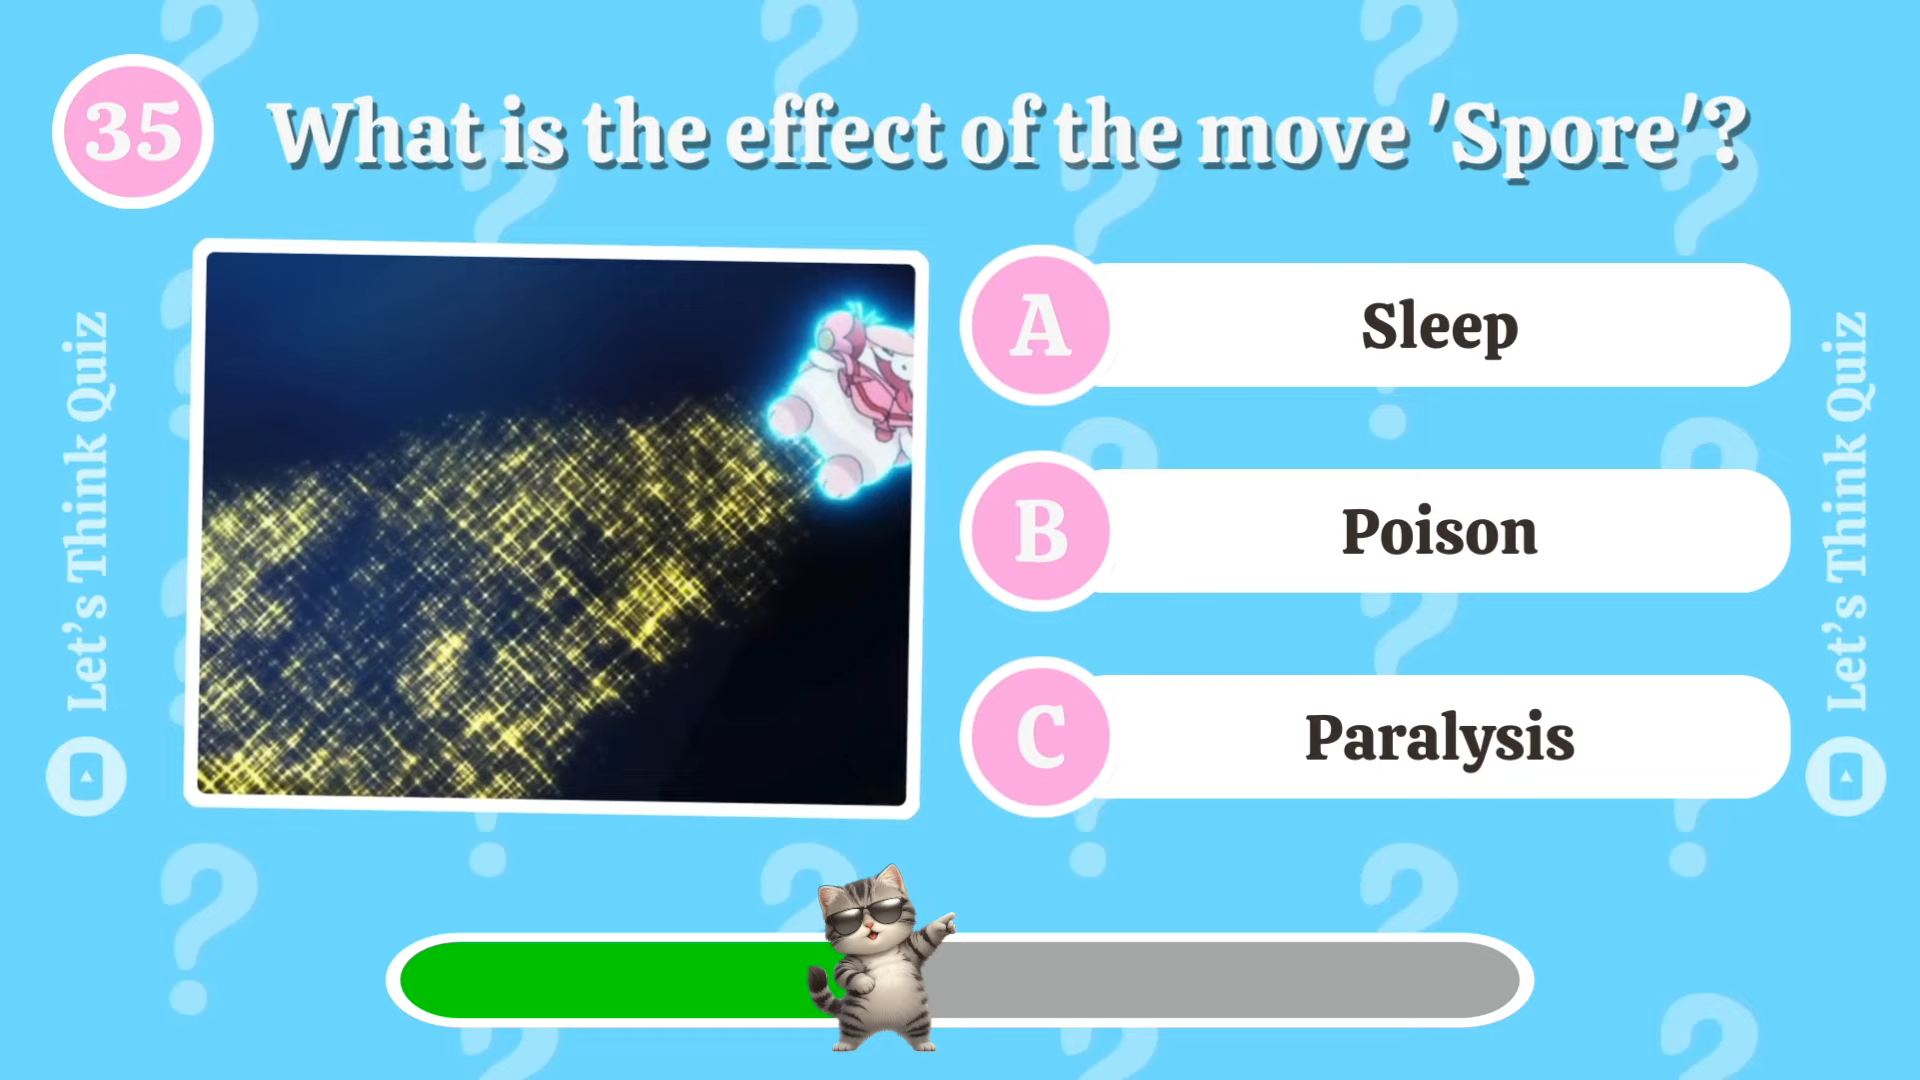 35
What is the effect of the move 'Spore'?
A
Sleep
B
Poison
C
Paralysis
Let's Think Quiz
Let's Think Quiz